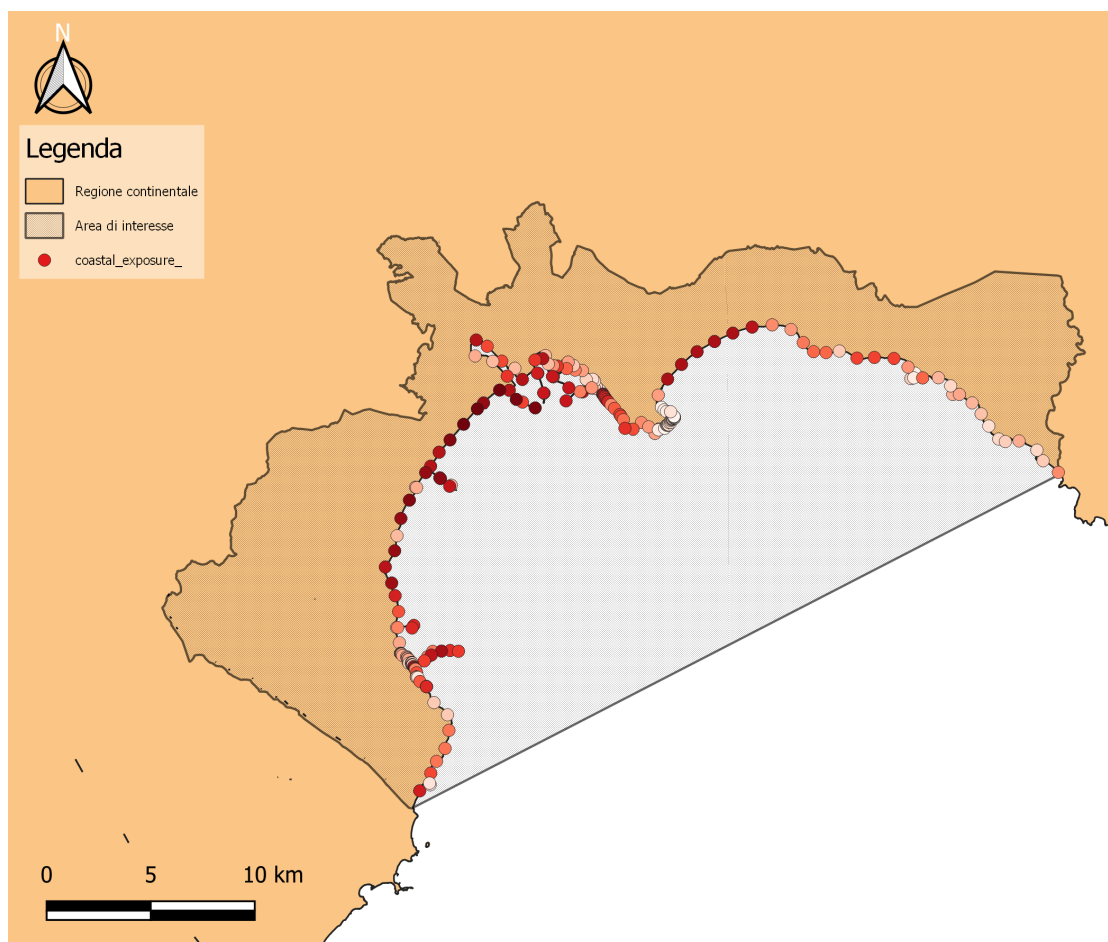 N
Legenda
Regione continentale
Area di interesse
coastal_exposure_
0 5 10 km